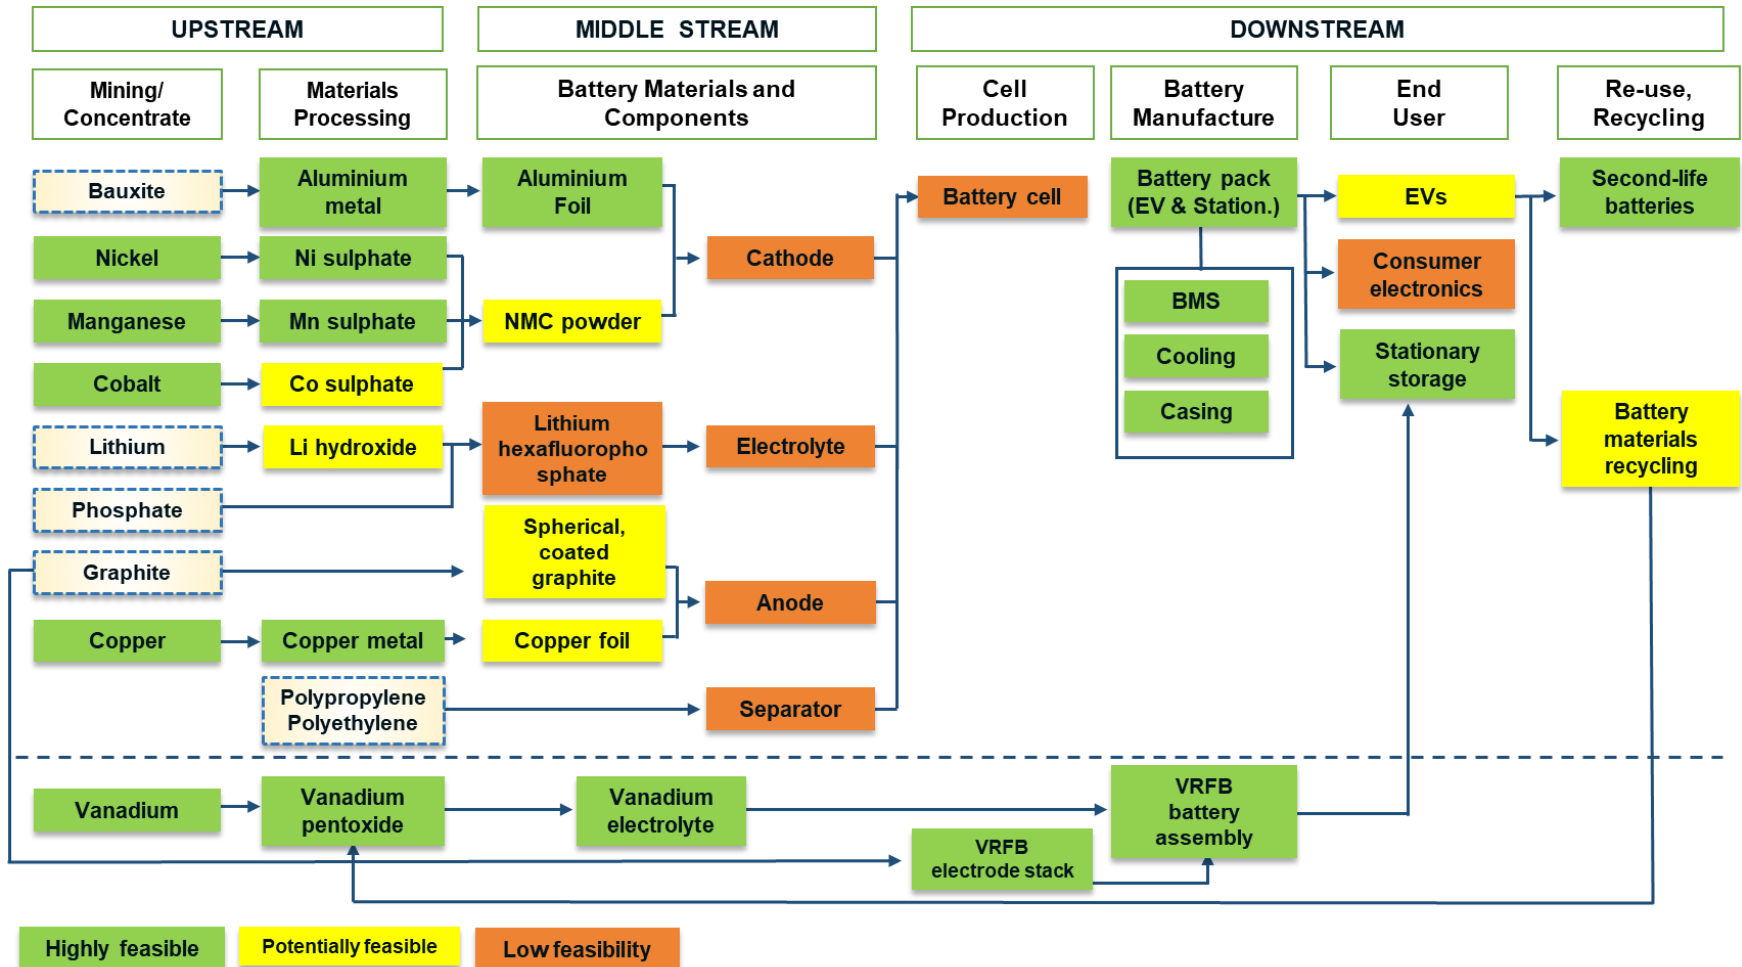 UPSTREAM
MIDDLE STREAM
DOWNSTREAM
Mining/
Concentrate
Materials
Processing
Battery Materials and
Components
Cell
Production
Battery
Manufacture
End
User
Re-use,
Recycling
Bauxite
Aluminium
metal
Aluminium
Foil
Battery cell
Battery pack
(EV & Station.)
EVs
Second-life
batteries
Nickel
Ni sulphate
Cathode
Consumer
electronics
Manganese
Mn sulphate
NMC powder
BMS
Cooling
Casing
Stationary
storage
Cobalt
Co sulphate
Lithium
Li hydroxide
Lithium
hexafluoropho
sphate
Electrolyte
Battery
materials
recycling
Phosphate
Graphite
Spherical,
coated
graphite
Anode
Copper
Copper metal
Copper foil
Polypropylene
Polyethylene
Separator
Vanadium
Vanadium
pentoxide
Vanadium
electrolyte
VRFB
battery
assembly
VRFB
electrode stack
Highly feasible
Potentially feasible
Low feasibility